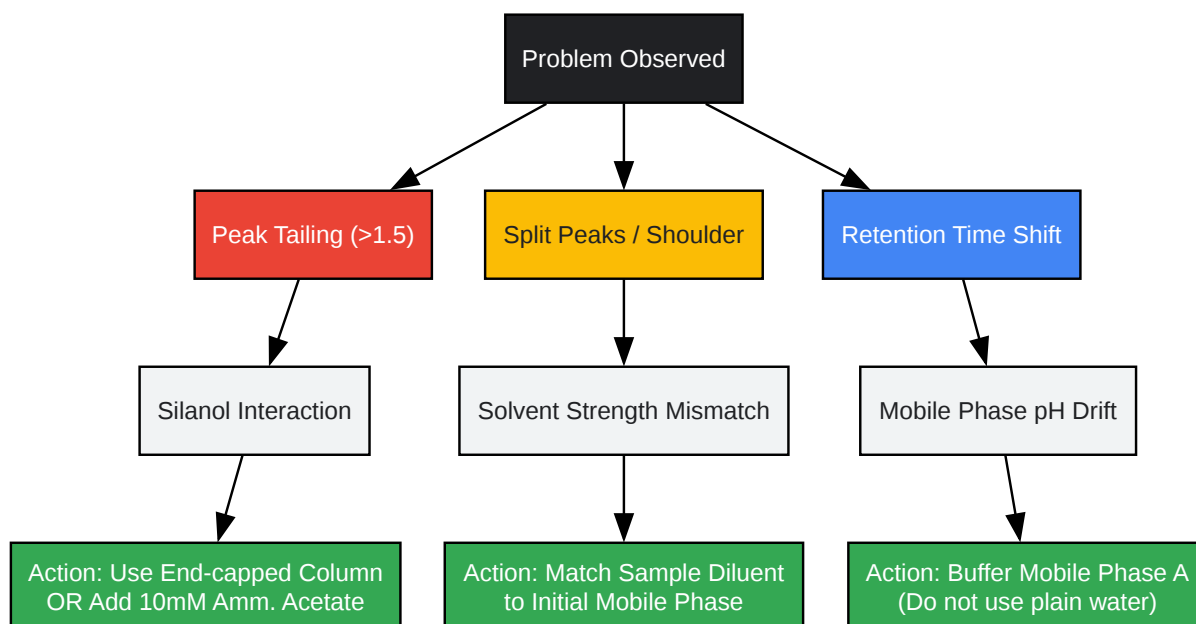 Problem Observed
Peak Tailing (>1.5)
Split Peaks / Shoulder
Retention Time Shift
Silanol Interaction
Solvent Strength Mismatch
Mobile Phase pH Drift
Action: Use End-capped Column
OR Add 10mM Amm. Acetate
Action: Match Sample Diluent
to Initial Mobile Phase
Action: Buffer Mobile Phase A
(Do not use plain water)